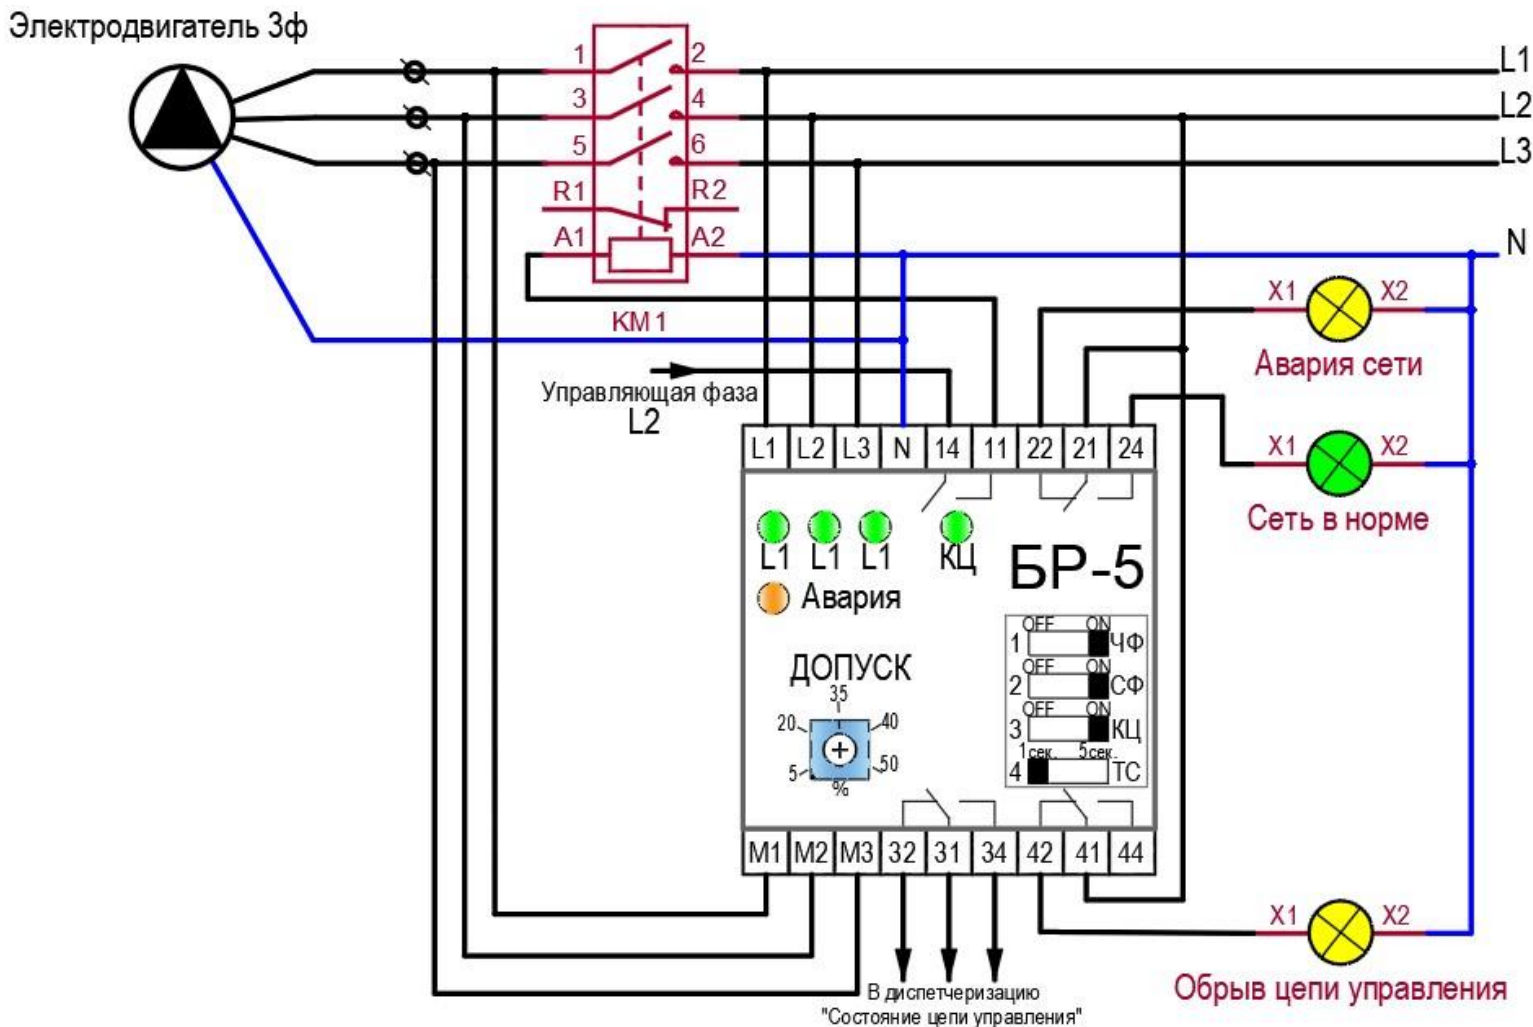 Электродвигатель 3ф
1 2
L1
3 4
L2
5 6
L3
R1 R2
A1 A2
N
KM1
X1 X2
Авария сети
Управляющая фаза
L2
L1 L2 L3 N 14 11 22 21 24
X1 X2
Сеть в норме
L1 L1 L1 КЦ
БР-5
Авария
OFF ON
1 ЧФ
OFF ON
2 СФ
OFF ON
3 КЦ
1сек. 5сек.
4 ТС
ДОПУСК
35
20 40
5 50
%
M1 M2 M3 32 31 34 42 41 44
X1 X2
Обрыв цепи управления
В диспетчеризацию
"Состояние цепи управления"